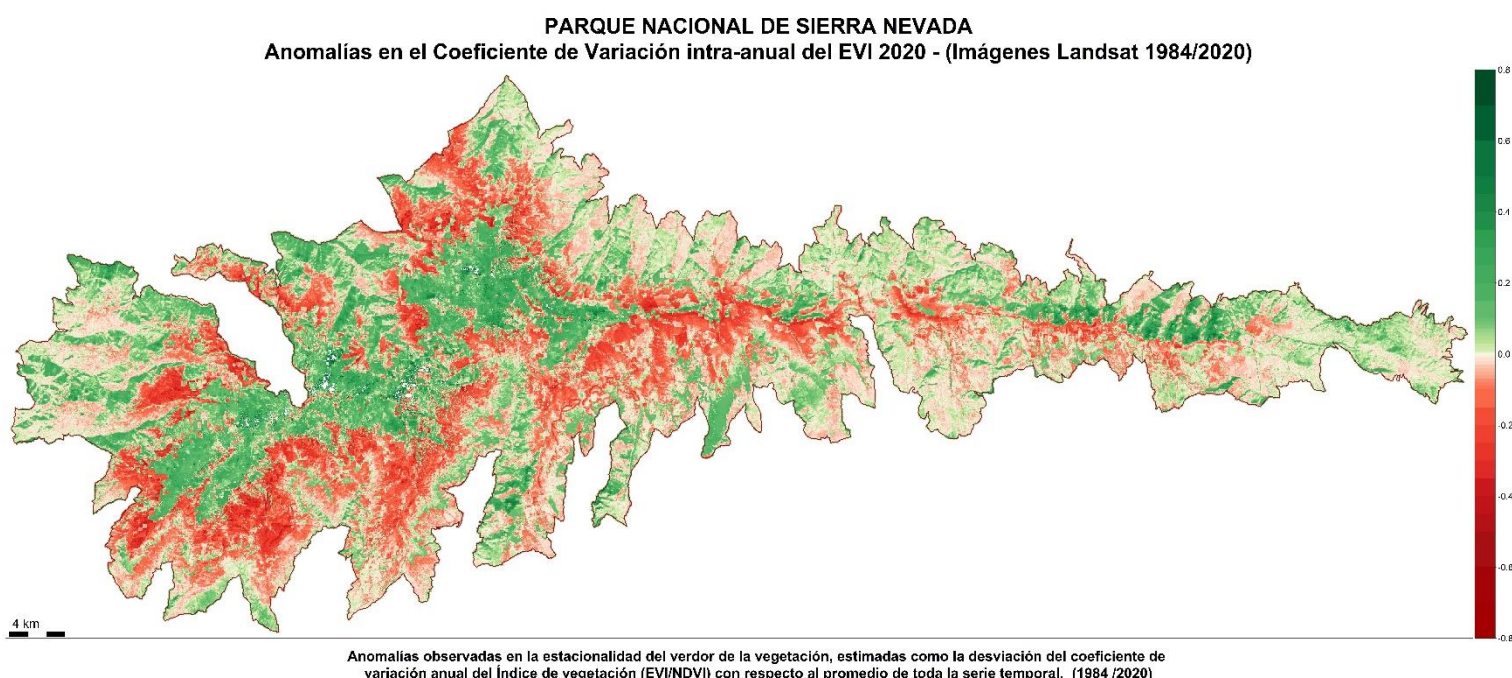 PARQUE NACIONAL DE SIERRA NEVADA
Anomalías en el Coeficiente de Variación intra-anual del EVI 2020 - (Imágenes Landsat 1984/2020)
0.8
0.6
0.4
0.2
0.0
-0.2
-0.4
-0.6
-0.8
4 km
Anomalías observadas en la estacionalidad del verdor de la vegetación, estimadas como la desviación del coeficiente de
variación anual del Índice de vegetación (EVI/NDVI) con respecto al promedio de toda la serie temporal. (1984 /2020)